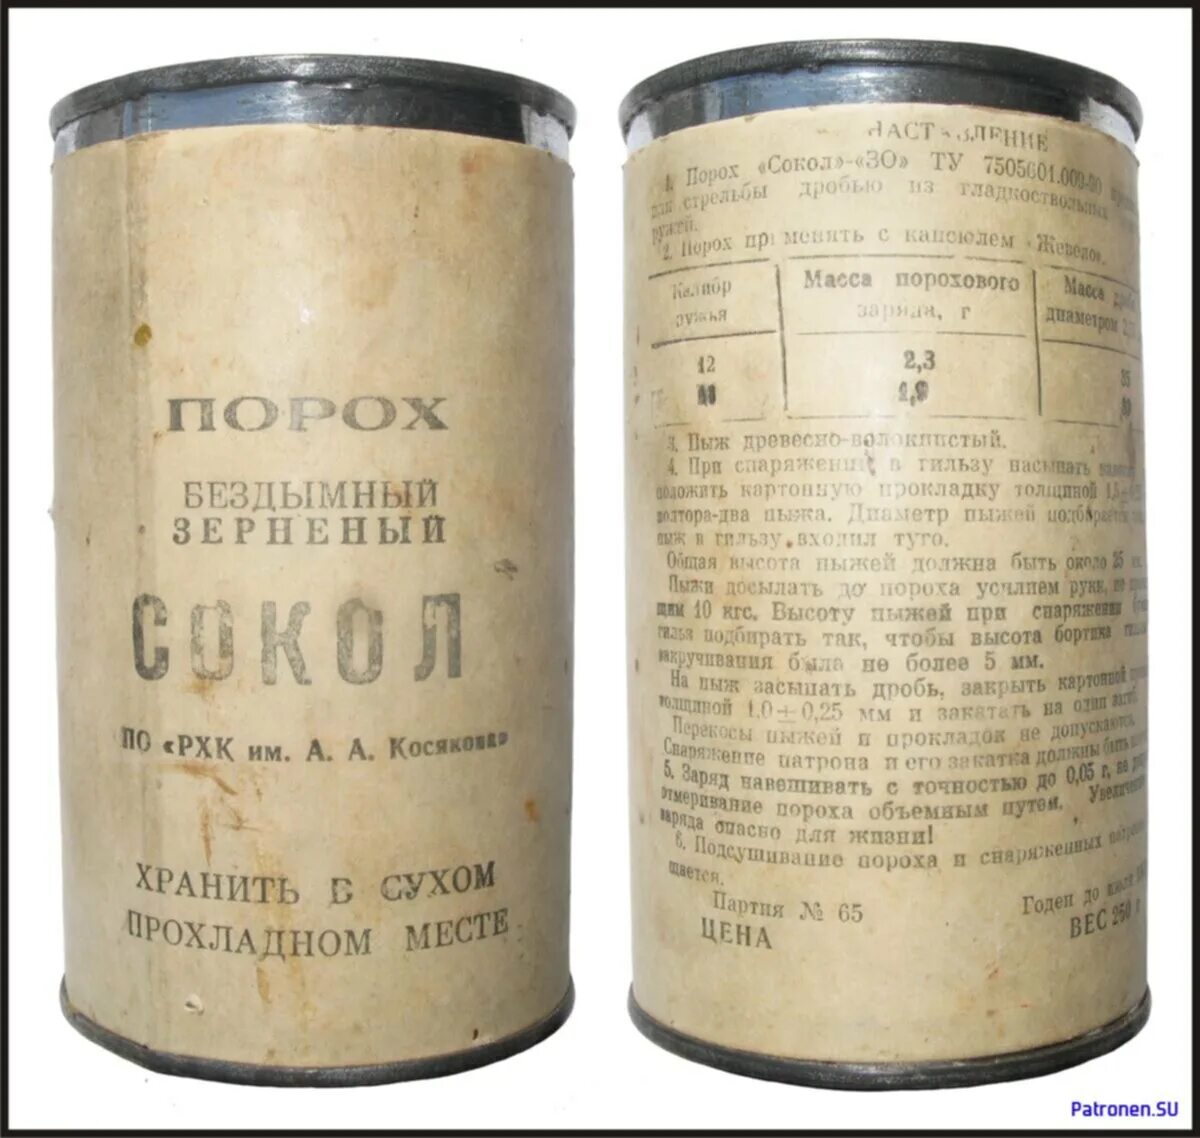 ПОРОХ
БЕЗДЫМНЫЙ
ЗЕРНЕНЫЙ
СОКОЛ
ПО «РХК им. А. А. Косякова»
ХРАНИТЬ В СУХОМ
ПРОХЛАДНОМ МЕСТЕ
НАСТАВЛЕНИЕ
1. Порох «Сокол»-«ЗО» ТУ 7505601.009-90
для стрельбы дробью из гладкоствольных
ружей.
2. Порох применять с капсюлем «Жевело».
Калибр Масса порохового Масса
ружья заряда, г диаметром
12 2,3 35
1,9
3. Пыж древесно-волокнистый.
4. При снаряжении в гильзу насыпать
положить картонную прокладку толщиной
полтора-два пыжа. Диаметр пыжей
пыж в гильзу входил туго.
Общая высота пыжей должна быть около 25
Пыжи досылать до пороха усилием руки,
щим 10 кгс. Высоту пыжей при снаряжении
гильз подбирать так, чтобы высота бортика
закручивания была не более 5 мм.
На пыж засыпать дробь, закрыть картонной
толщиной 1,0±0,25 мм и закатать на один
Перекосы пыжей и прокладок не допускаются.
Снаряжение патрона и его закатка должны быть
5. Заряд навешивать с точностью до 0,05 г, не
отмеривание пороха объемным путем. Увеличение
заряда опасно для жизни!
6. Подсушивание пороха и снаряженных
щается.
Партия № 65 Годен до
ЦЕНА ВЕС 250 г
Patronen.SU